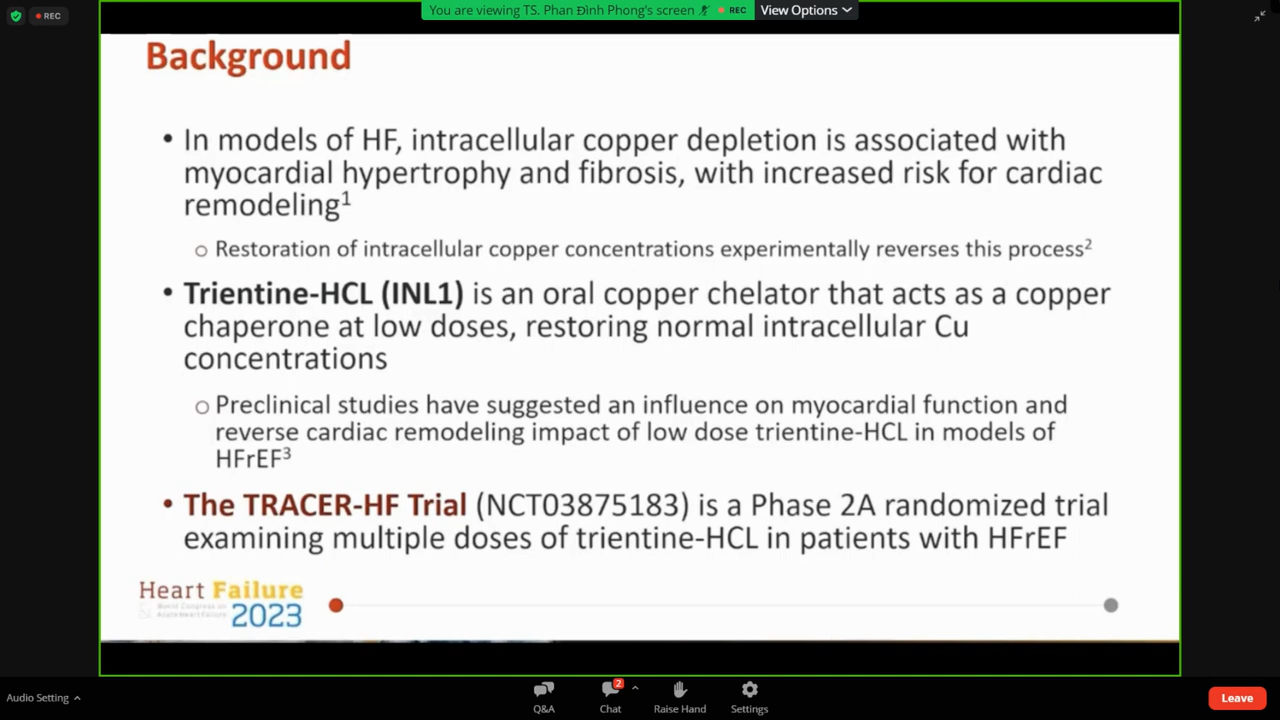 You are viewing TS. Phan Đình Phong's screen
REC
View Options
REC
Background
• In models of HF, intracellular copper depletion is associated with
myocardial hypertrophy and fibrosis, with increased risk for cardiac
remodeling¹
○ Restoration of intracellular copper concentrations experimentally reverses this process²
• Trientine-HCL (INL1) is an oral copper chelator that acts as a copper
chaperone at low doses, restoring normal intracellular Cu
concentrations
○ Preclinical studies have suggested an influence on myocardial function and
reverse cardiac remodeling impact of low dose trientine-HCL in models of
HFrEF³
• The TRACER-HF Trial (NCT03875183) is a Phase 2A randomized trial
examining multiple doses of trientine-HCL in patients with HFrEF
Heart Failure
World Congress on
Acute Heart Failure
2023
Audio Setting
2
Q&A
Chat
Raise Hand
Settings
Leave